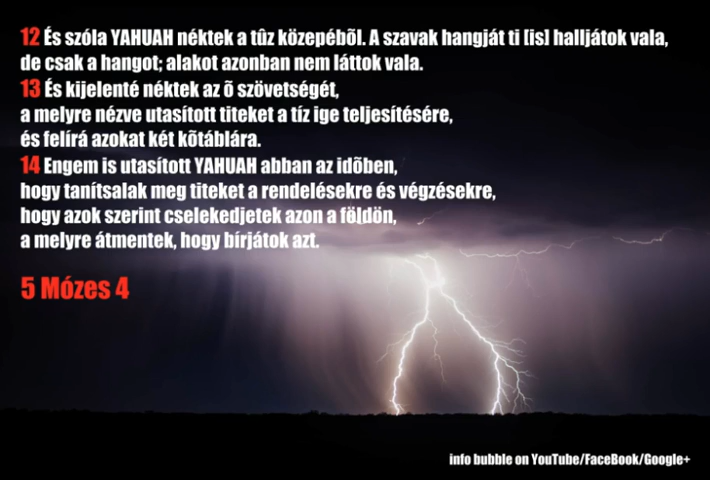 12 És szóla YAHUAH néktek a tûz közepébõl. A szavak hangját ti [is] halljátok vala,
de csak a hangot; alakot azonban nem láttok vala.
13 És kijelenté néktek az õ szövetségét,
a melyre nézve utasított titeket a tíz ige teljesítésére,
és felírá azokat két kõtáblára.
14 Engem is utasított YAHUAH abban az idõben,
hogy tanítsalak meg titeket a rendelésekre és végzésekre,
hogy azok szerint cselekedjetek azon a földön,
a melyre átmentek, hogy bírjátok azt.
5 Mózes 4
info bubble on YouTube/FaceBook/Google+